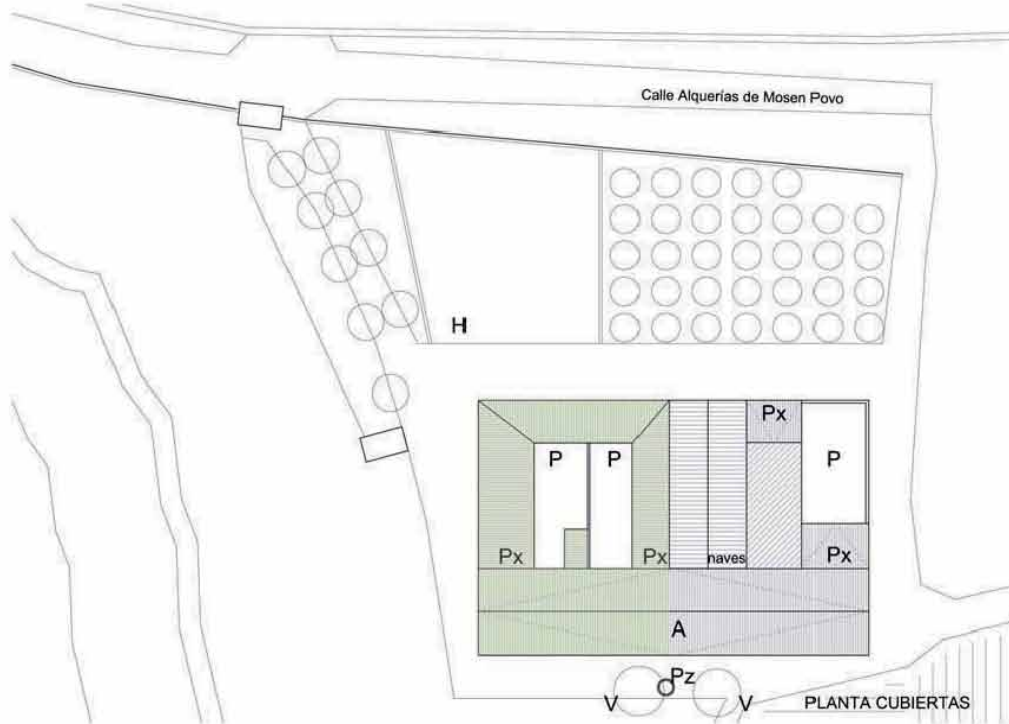 Calle Alquerías de Mosen Povo
H
Px
P P P
Px Px naves Px
A
Pz
V V
PLANTA CUBIERTAS